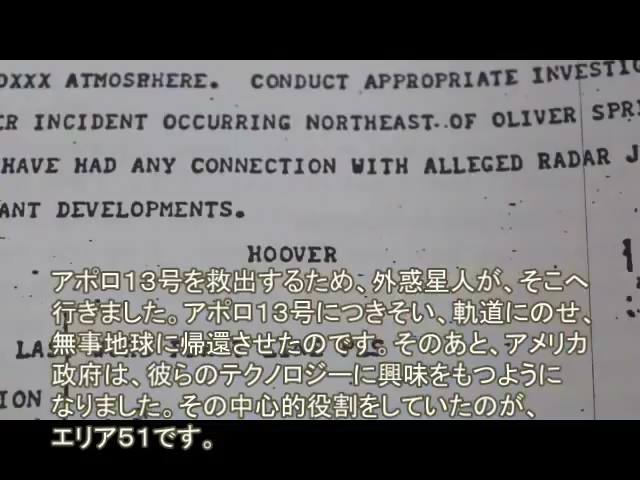 DXXX ATMOSPHERE. CONDUCT APPROPRIATE
ER INCIDENT OCCURRING NORTHEAST OF OLIVER
HAVE HAD ANY CONNECTION WITH ALLEGED RADAR
ANT DEVELOPMENTS.
HOOVER
アポロ13号を救出するため、外惑星人が、そこへ
行きました。アポロ13号につきそい、軌道にのせ、
無事地球に帰還させたのです。そのあと、アメリカ
政府は、彼らのテクノロジーに興味をもつように
なりました。その中心的役割をしていたのが、
エリア51です。